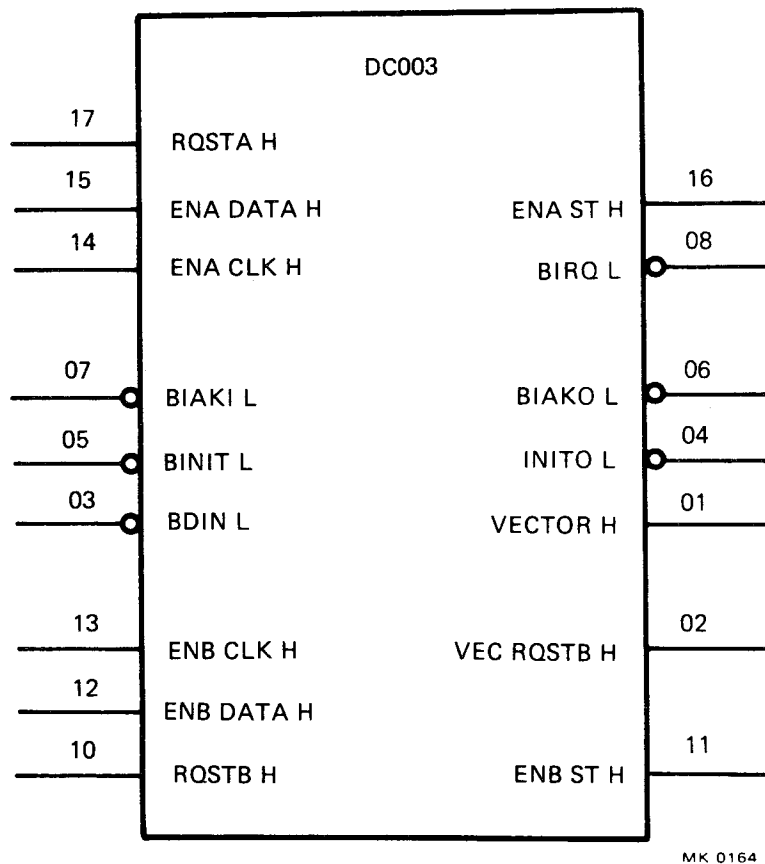 DC003
17
RQSTA H
15
ENA DATA H
14
ENA CLK H
07
BIAKI L
05
BINIT L
03
BDIN L
13
ENB CLK H
12
ENB DATA H
10
RQSTB H
16
ENA ST H
08
BIRQ L
06
BIAKO L
04
INITO L
01
VECTOR H
02
VEC RQSTB H
11
ENB ST H
MK 0164